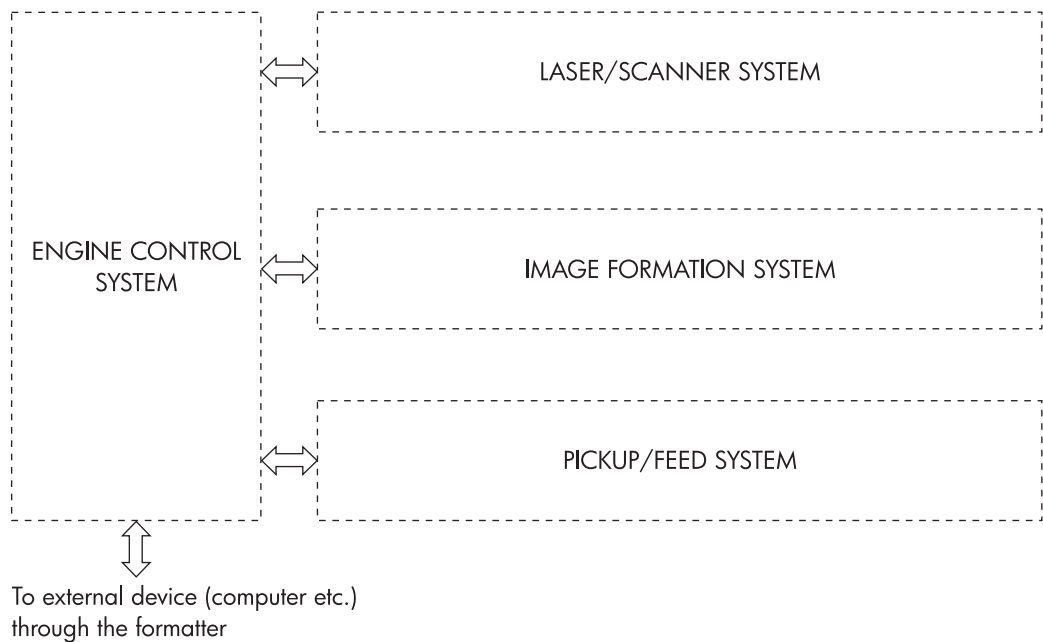 LASER/SCANNER SYSTEM
ENGINE CONTROL
SYSTEM
IMAGE FORMATION SYSTEM
PICKUP/FEED SYSTEM
To external device (computer etc.)
through the formatter